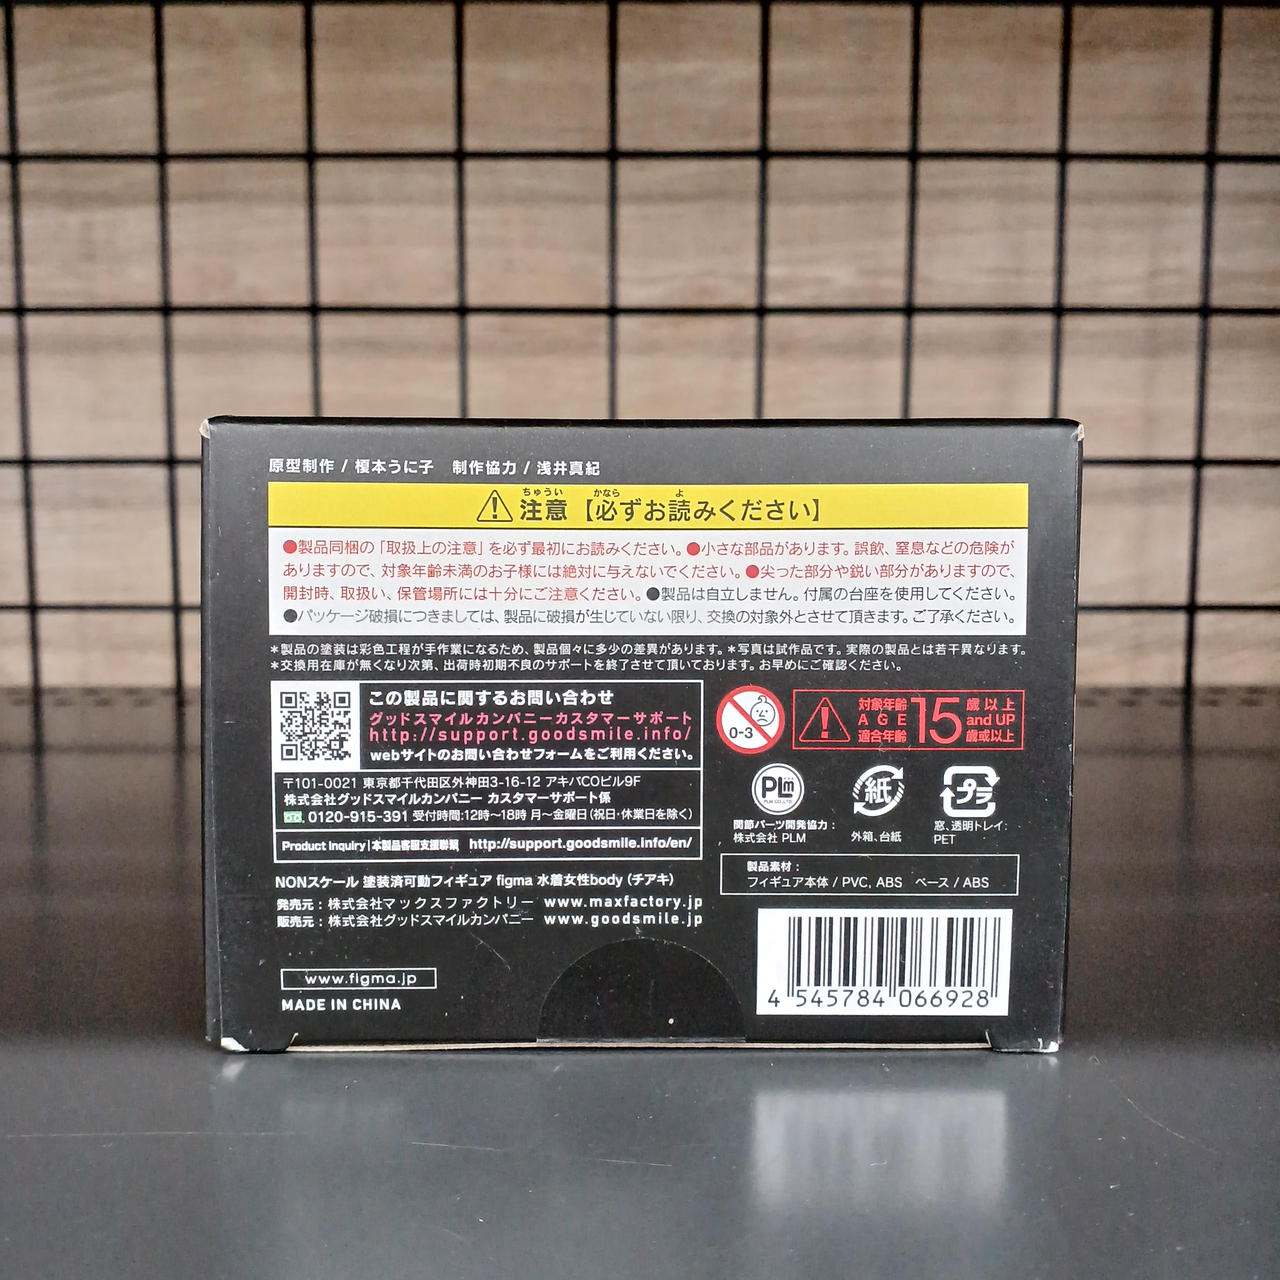 原型制作 / 榎本うに子　制作協力 / 浅井真紀
ちゅうい　かなら　よ
注意【必ずお読みください】
●製品同梱の「取扱上の注意」を必ず最初にお読みください。●小さな部品があります。誤飲、窒息などの危険が
ありますので、対象年齢未満のお子様には絶対に与えないでください。●尖った部分や鋭い部分がありますので、
開封時、取扱い、保管場所には十分にご注意ください。●製品は自立しません。付属の台座を使用してください。
●パッケージ破損につきましては、製品に破損が生じていない限り、交換の対象外とさせて頂きます。ご了承ください。
＊製品の塗装は彩色工程が手作業になるため、製品個々に多少の差異があります。＊写真は試作品です。実際の製品とは若干異なります。
＊交換用在庫が無くなり次第、出荷時初期不良のサポートを終了させて頂いております。お早めにご確認ください。
この製品に関するお問い合わせ
グッドスマイルカンパニーカスタマーサポート
http://support.goodsmile.info/
webサイトのお問い合わせフォームをご利用ください。
〒101-0021 東京都千代田区外神田3-16-12 アキバCOビル9F
株式会社グッドスマイルカンパニー カスタマーサポート係
0120-915-391 受付時間:12時～18時 月～金曜日（祝日・休業日を除く）
Product Inquiry|本製品客服支援聯繫 http://support.goodsmile.info/en/
0-3
対象年齢 15 歳以上
AGE and UP
適合年齢 歳或以上
PLM
PLM CO.,LTD.
関節パーツ開発協力：
株式会社 PLM
紙
外箱、台紙
プラ
窓、透明トレイ:
PET
製品素材：
フィギュア本体 / PVC, ABS　ベース / ABS
NONスケール 塗装済可動フィギュア figma 水着女性body（チアキ）
発売元：株式会社マックスファクトリー www.maxfactory.jp
販売元：株式会社グッドスマイルカンパニー www.goodsmile.jp
www.figma.jp
MADE IN CHINA
4 545784 066928